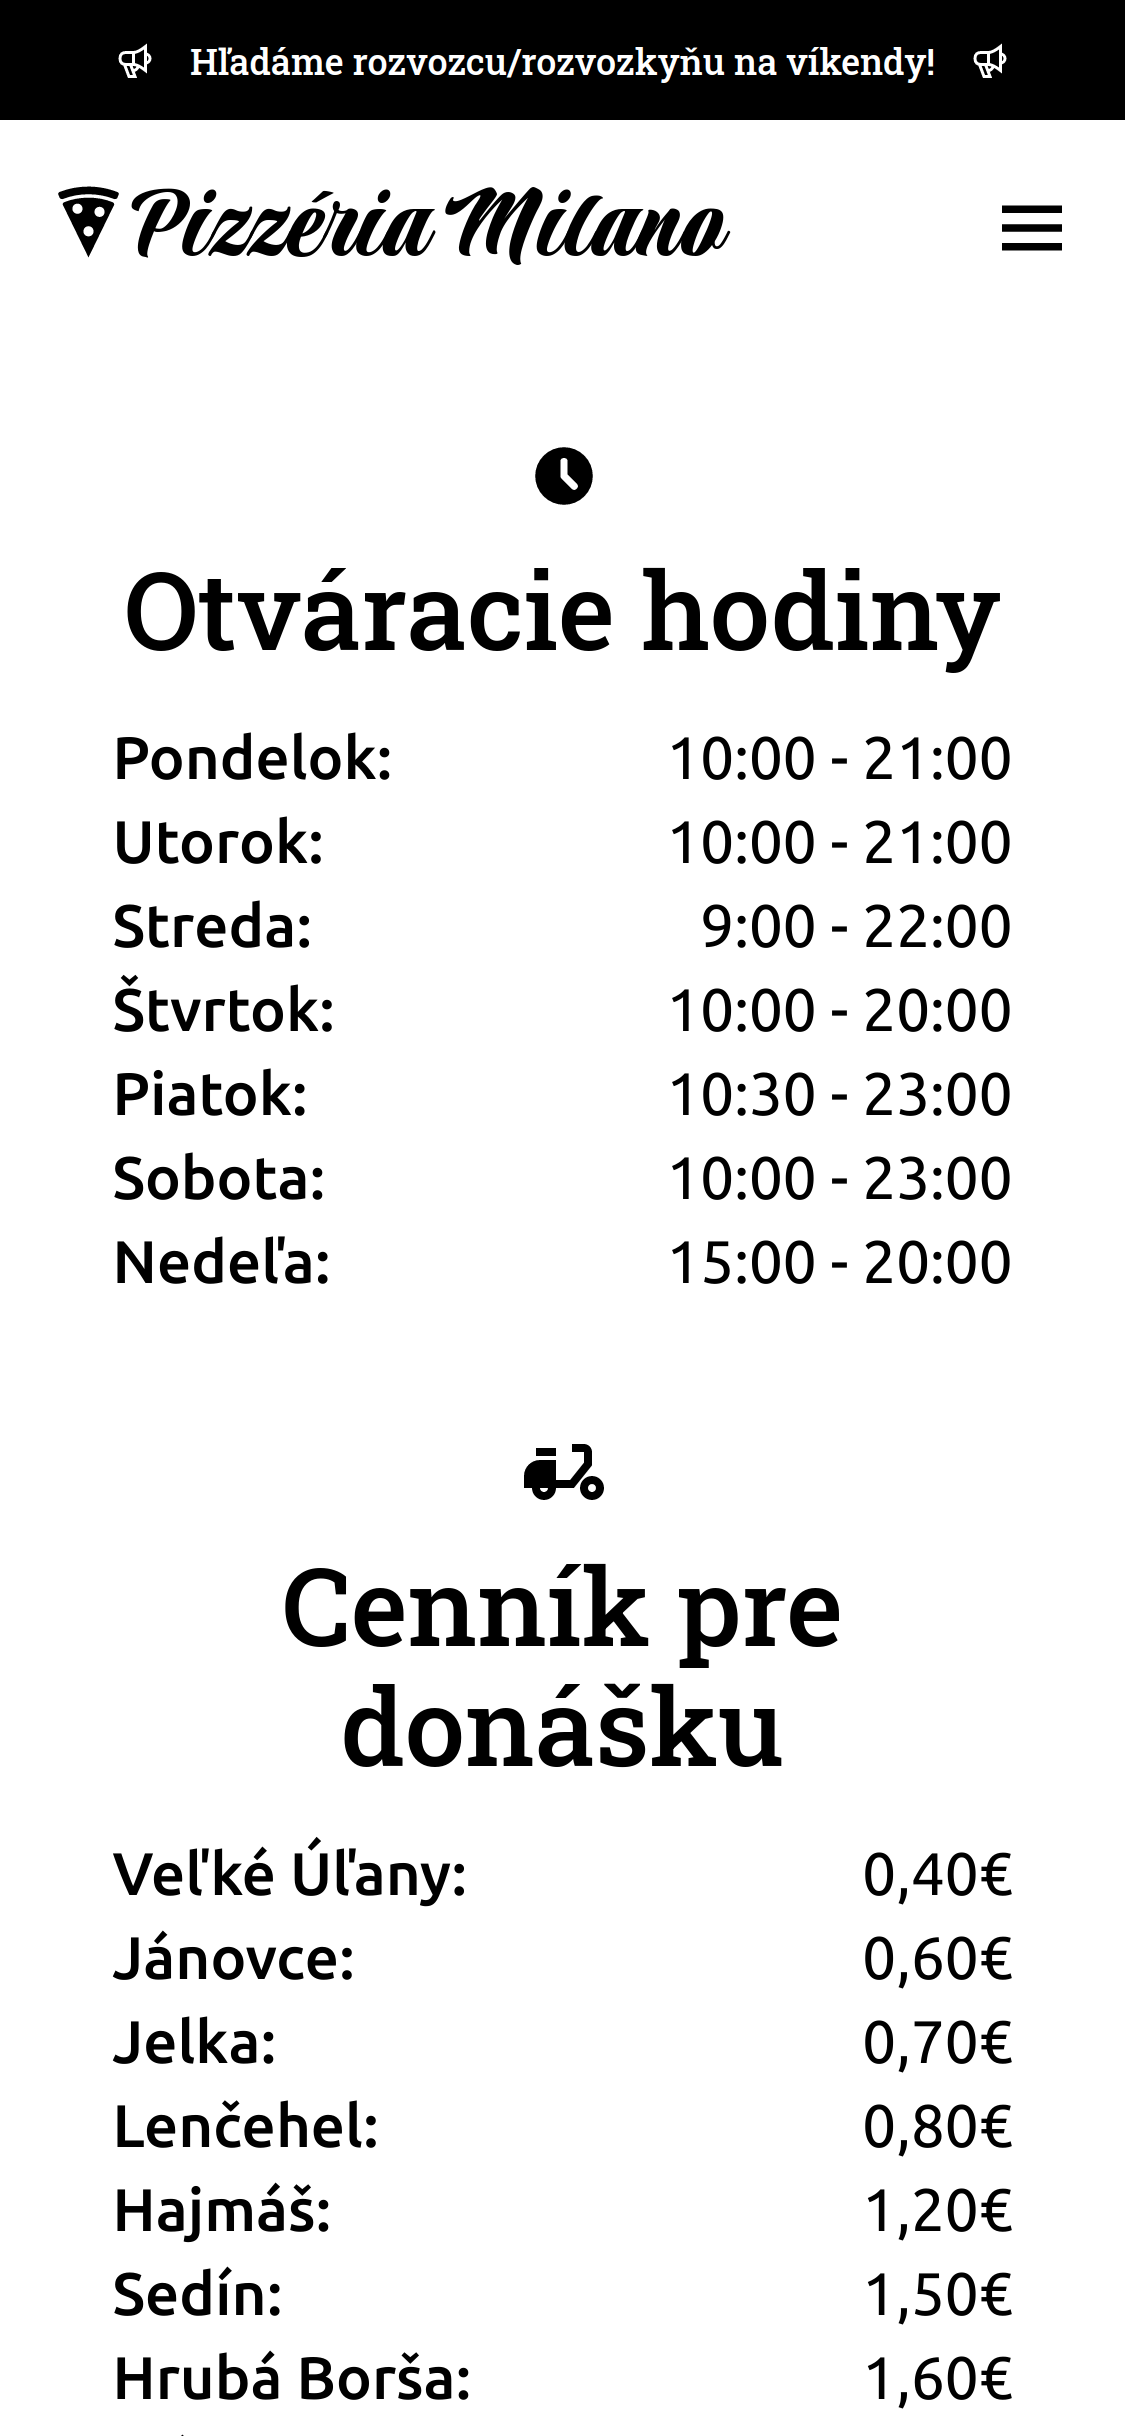 Hľadáme rozvozcu/rozvozkyňu na víkendy!
Pizzéria Milano
Otváracie hodiny
Pondelok: 10:00 - 21:00
Utorok: 10:00 - 21:00
Streda: 9:00 - 22:00
Štvrtok: 10:00 - 20:00
Piatok: 10:30 - 23:00
Sobota: 10:00 - 23:00
Nedeľa: 15:00 - 20:00
Cenník pre
donášku
Veľké Úľany: 0,40€
Jánovce: 0,60€
Jelka: 0,70€
Lenčehel: 0,80€
Hajmáš: 1,20€
Sedín: 1,50€
Hrubá Borša: 1,60€